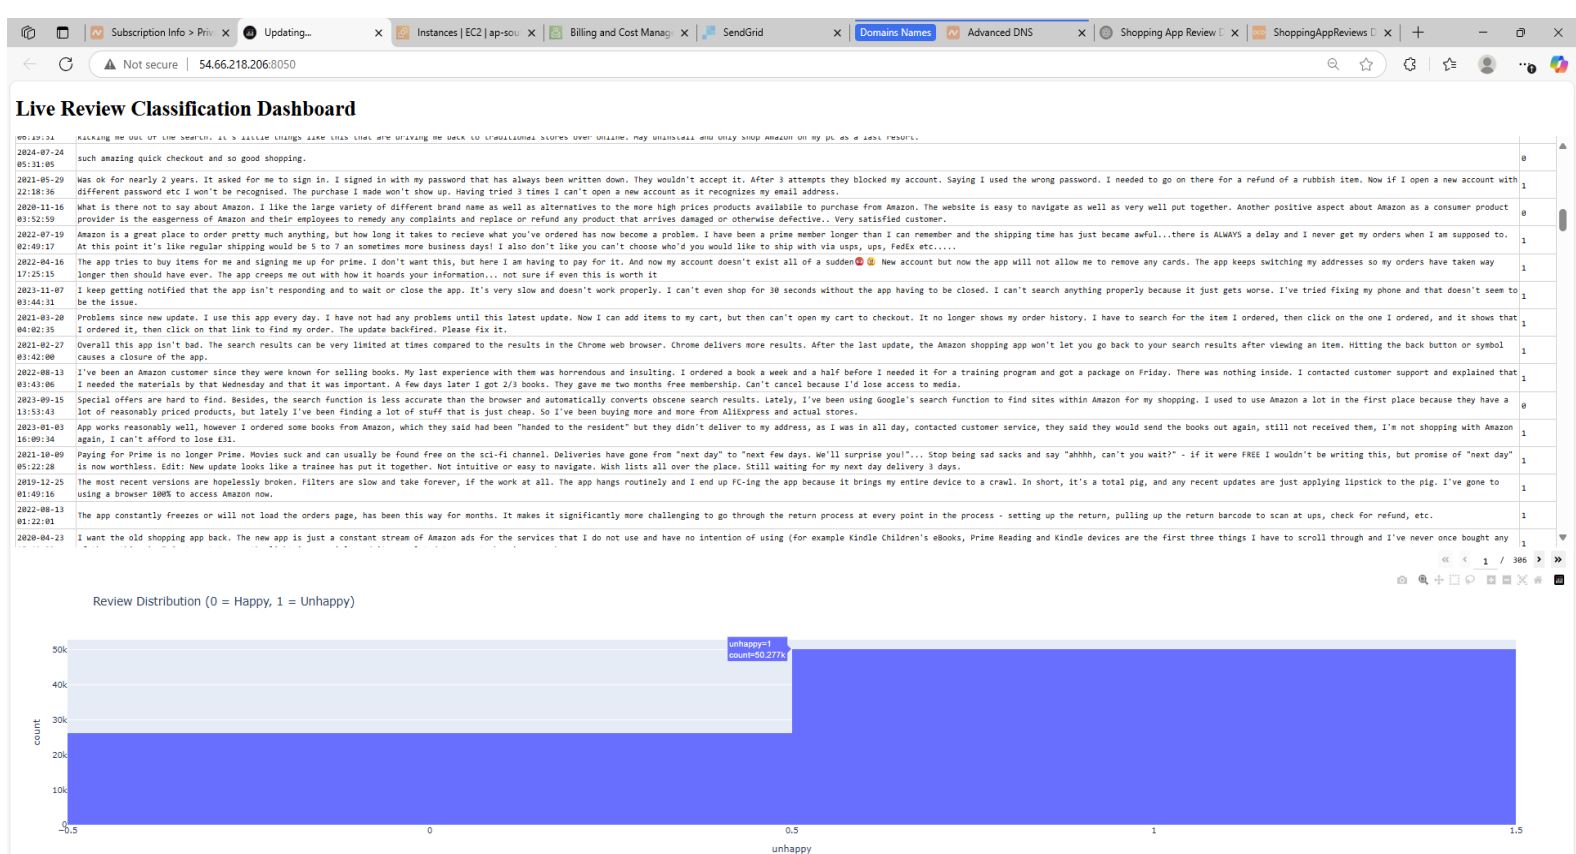 Subscription Info > Priv
Updating...
Instances | EC2 | ap-sou
Billing and Cost Manag
SendGrid
Domains Names
Advanced DNS
Shopping App Review D
ShoppingAppReviews D
Not secure
54.66.218.206:8050
Live Review Classification Dashboard
06:19:51 kicking me out of the search. It's little things like this that are driving me back to traditional stores over online. May uninstall and only shop Amazon on my pc as a last resort.
2024-07-24
05:31:05
such amazing quick checkout and so good shopping.
0
2021-05-29 Was ok for nearly 2 years. It asked for me to sign in. I signed in with my password that has always been written down. They wouldn't accept it. After 3 attempts they blocked my account. Saying I used the wrong password. I needed to go on there for a refund of a rubbish item. Now if I open a new account with
22:18:36 different password etc I won't be recognised. The purchase I made won't show up. Having tried 3 times I can't open a new account as it recognizes my email address. 1
2020-11-16 What is there not to say about Amazon. I like the large variety of different brand name as well as alternatives to the more high prices products availabile to purchase from Amazon. The website is easy to navigate as well as very well put together. Another positive aspect about Amazon as a consumer product
03:52:59 provider is the easgerness of Amazon and their employees to remedy any complaints and replace or refund any product that arrives damaged or otherwise defective.. Very satisfied customer. 0
2022-07-19 Amazon is a great place to order pretty much anything, but how long it takes to recieve what you've ordered has now become a problem. I have been a prime member longer than I can remember and the shipping time has just became awful...there is ALWAYS a delay and I never get my orders when I am supposed to.
02:49:17 At this point it's like regular shipping would be 5 to 7 an sometimes more business days! I also don't like you can't choose who'd you would like to ship with via usps, ups, FedEx etc..... 1
2022-04-16 The app tries to buy items for me and signing me up for prime. I don't want this, but here I am having to pay for it. And now my account doesn't exist all of a sudden New account but now the app will not allow me to remove any cards. The app keeps switching my addresses so my orders have taken way
17:25:15 longer then should have ever. The app creeps me out with how it hoards your information... not sure if even this is worth it 1
2023-11-07 I keep getting notified that the app isn't responding and to wait or close the app. It's very slow and doesn't work properly. I can't even shop for 30 seconds without the app having to be closed. I can't search anything properly because it just gets worse. I've tried fixing my phone and that doesn't seem to
03:44:31 be the issue. 1
2021-03-20 Problems since new update. I use this app every day. I have not had any problems until this latest update. Now I can add items to my cart, but then can't open my cart to checkout. It no longer shows my order history. I have to search for the item I ordered, then click on the one I ordered, and it shows that
04:02:35 I ordered it, then click on that link to find my order. The update backfired. Please fix it. 1
2021-02-27 Overall this app isn't bad. The search results can be very limited at times compared to the results in the Chrome web browser. Chrome delivers more results. After the last update, the Amazon shopping app won't let you go back to your search results after viewing an item. Hitting the back button or symbol
03:42:00 causes a closure of the app. 1
2022-08-13 I've been an Amazon customer since they were known for selling books. My last experience with them was horrendous and insulting. I ordered a book a week and a half before I needed it for a training program and got a package on Friday. There was nothing inside. I contacted customer support and explained that
03:43:06 I needed the materials by that Wednesday and that it was important. A few days later I got 2/3 books. They gave me two months free membership. Can't cancel because I'd lose access to media. 1
2023-09-15 Special offers are hard to find. Besides, the search function is less accurate than the browser and automatically converts obscene search results. Lately, I've been using Google's search function to find sites within Amazon for my shopping. I used to use Amazon a lot in the first place because they have a
13:53:43 lot of reasonably priced products, but lately I've been finding a lot of stuff that is just cheap. So I've been buying more and more from AliExpress and actual stores. 0
2023-01-03 App works reasonably well, however I ordered some books from Amazon, which they said had been "handed to the resident" but they didn't deliver to my address, as I was in all day, contacted customer service, they said they would send the books out again, still not received them, I'm not shopping with Amazon
16:09:34 again, I can't afford to lose £31. 1
2021-10-09 Paying for Prime is no longer Prime. Movies suck and can usually be found free on the sci-fi channel. Deliveries have gone from "next day" to "next few days. We'll surprise you!"... Stop being sad sacks and say "ahhhh, can't you wait?" - if it were FREE I wouldn't be writing this, but promise of "next day"
05:22:28 is now worthless. Edit: New update looks like a trainee has put it together. Not intuitive or easy to navigate. Wish lists all over the place. Still waiting for my next day delivery 3 days. 1
2019-12-25 The most recent versions are hopelessly broken. Filters are slow and take forever, if the work at all. The app hangs routinely and I end up FC-ing the app because it brings my entire device to a crawl. In short, it's a total pig, and any recent updates are just applying lipstick to the pig. I've gone to
01:49:16 using a browser 100% to access Amazon now. 1
2022-08-13
01:22:01
The app constantly freezes or will not load the orders page, has been this way for months. It makes it significantly more challenging to go through the return process at every point in the process - setting up the return, pulling up the return barcode to scan at ups, check for refund, etc.
1
2020-04-23 I want the old shopping app back. The new app is just a constant stream of Amazon ads for the services that I do not use and have no intention of using (for example Kindle Children's eBooks, Prime Reading and Kindle devices are the first three things I have to scroll through and I've never once bought any
1
1 / 306
Review Distribution (0 = Happy, 1 = Unhappy)
unhappy=1
count=50.277k
50k
40k
30k
20k
10k
0
count
−0.5 0 0.5 1 1.5
unhappy